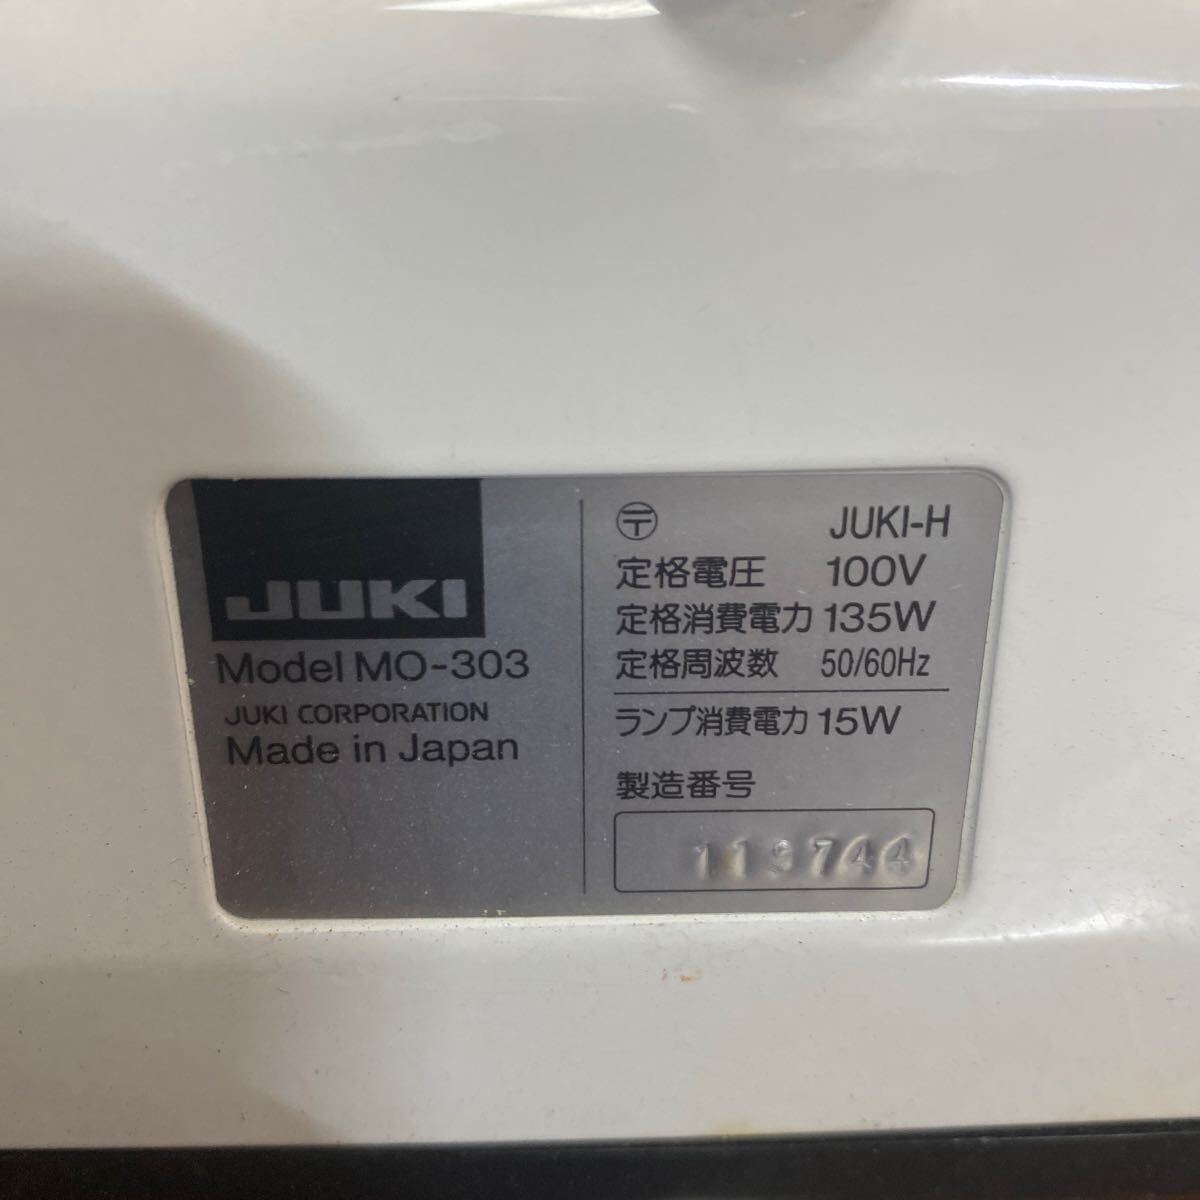 JUKI
Model MO-303
JUKI CORPORATION
Made in Japan
〶 JUKI-H
定格電圧 100V
定格消費電力 135W
定格周波数 50/60Hz
ランプ消費電力 15W
製造番号
113744